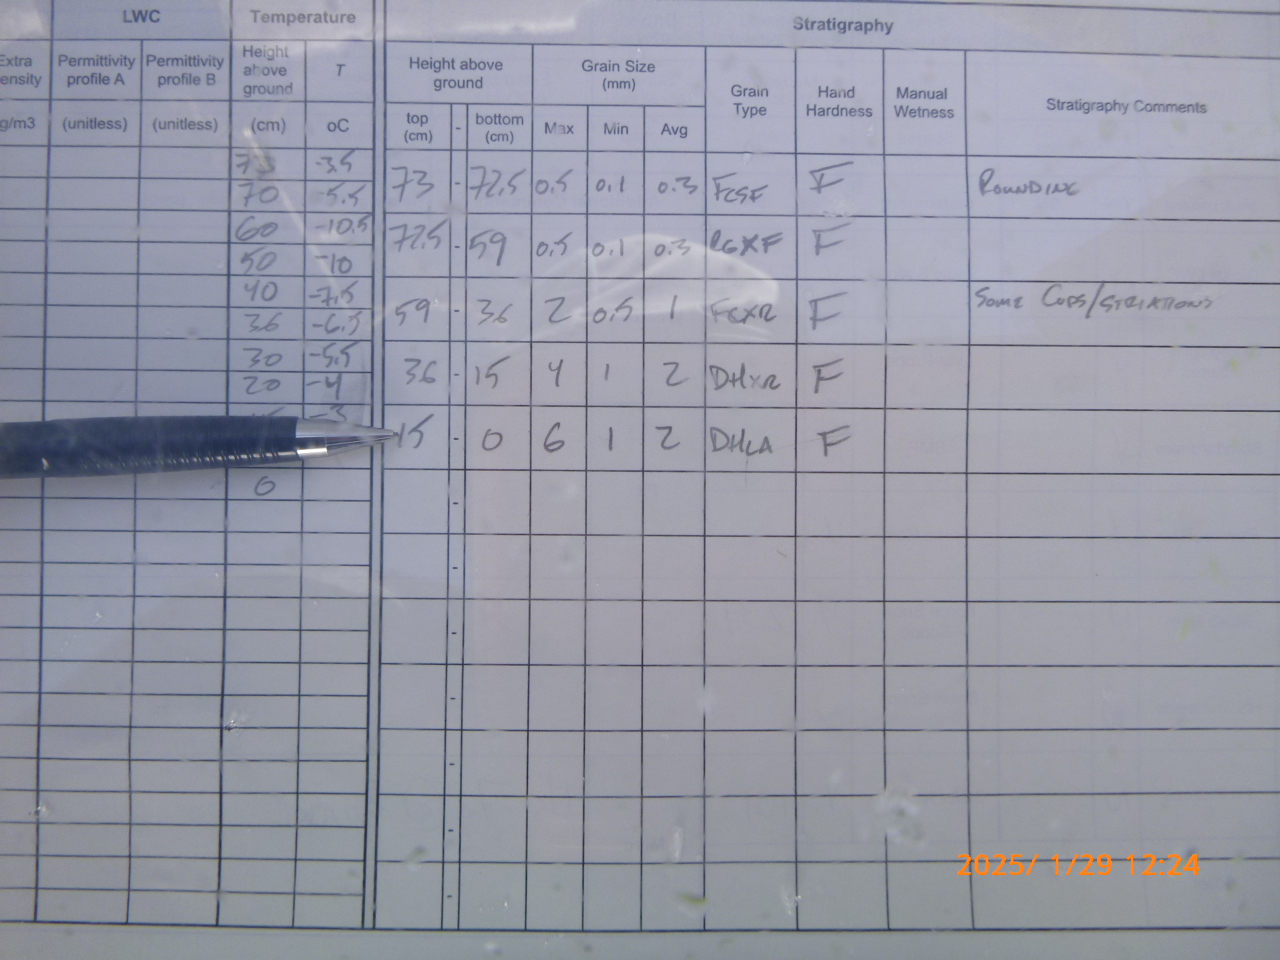 LWC Temperature Stratigraphy
Extra ensity Permittivity profile A Permittivity profile B Height above ground T Height above ground Grain Size (mm) Grain Type Hand Hardness Manual Wetness Stratigraphy Comments
g/m3 (unitless) (unitless) (cm) oC top (cm) - bottom (cm) Max Min Avg
73 -3.5
70 -5.5
73 - 72.5 0.5 0.1 0.3 FCSF F ROUNDING
60 -10.5
50 -10
72.5 - 59 0.5 0.1 0.3 RGXF F
40 -7.5
36 -6.5
59 - 36 2 0.5 1 FCXR F SOME CUPS/STRIATIONS
30 -5.5
20 -4
36 - 15 4 1 2 DHXR F
-3
15 - 0 6 1 2 DHLA F
0
-
-
-
-
-
-
-
2025/ 1/29 12:24